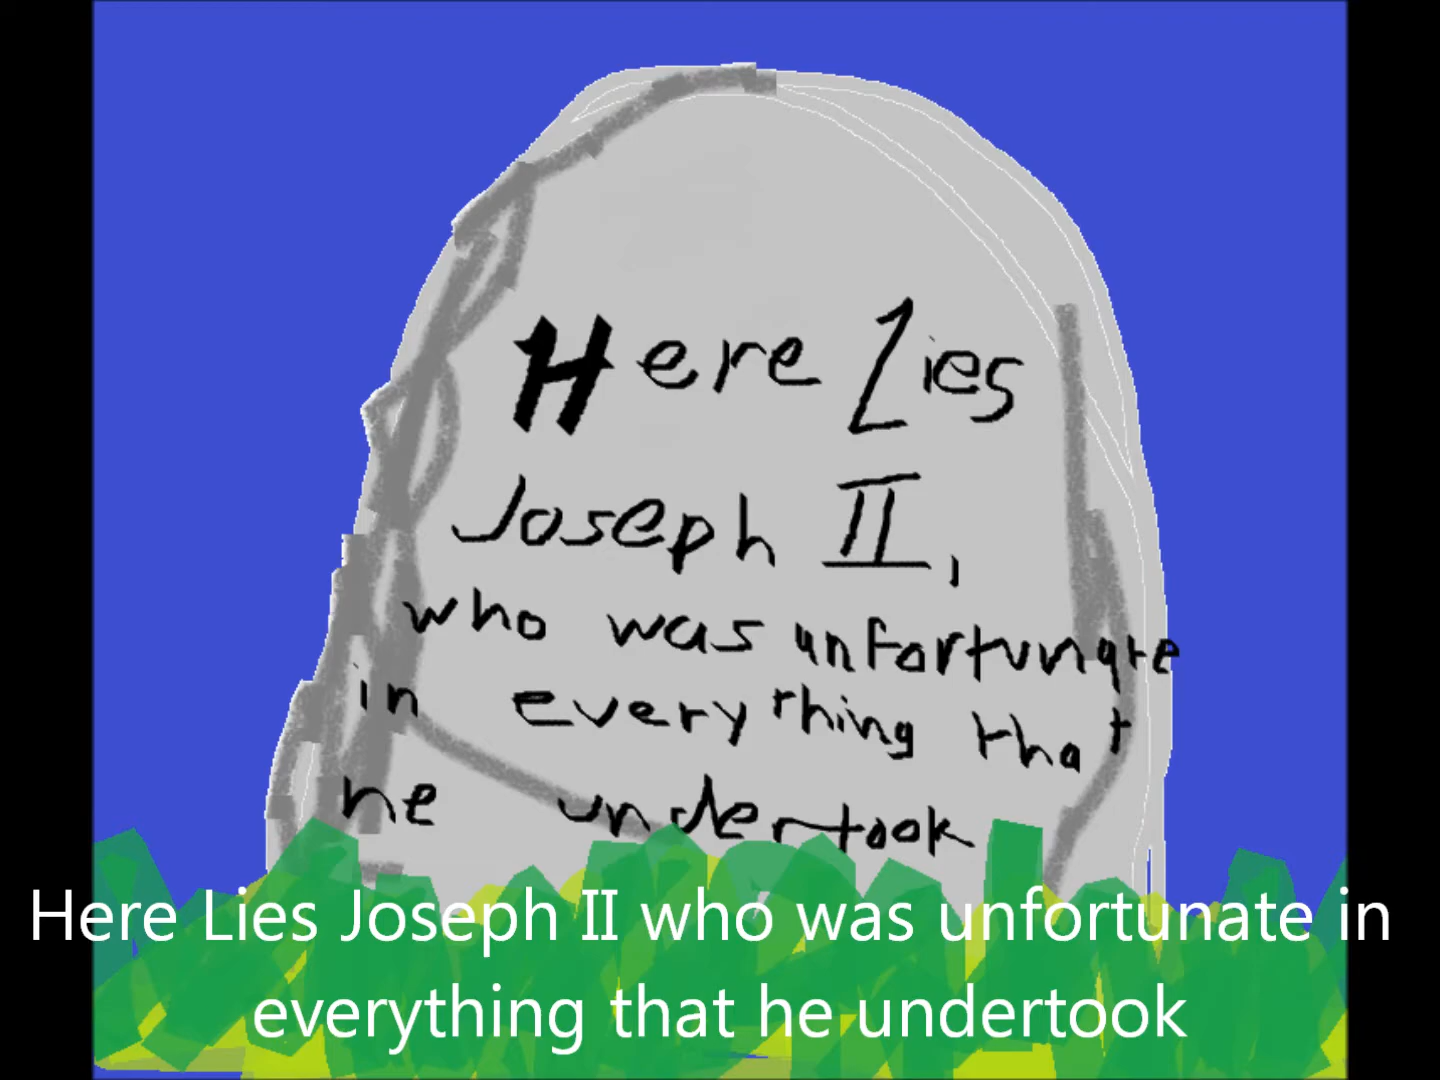 Here Lies
Joseph II,
who was unfortunate
in everything that
he undertook
Here Lies Joseph II who was unfortunate in
everything that he undertook